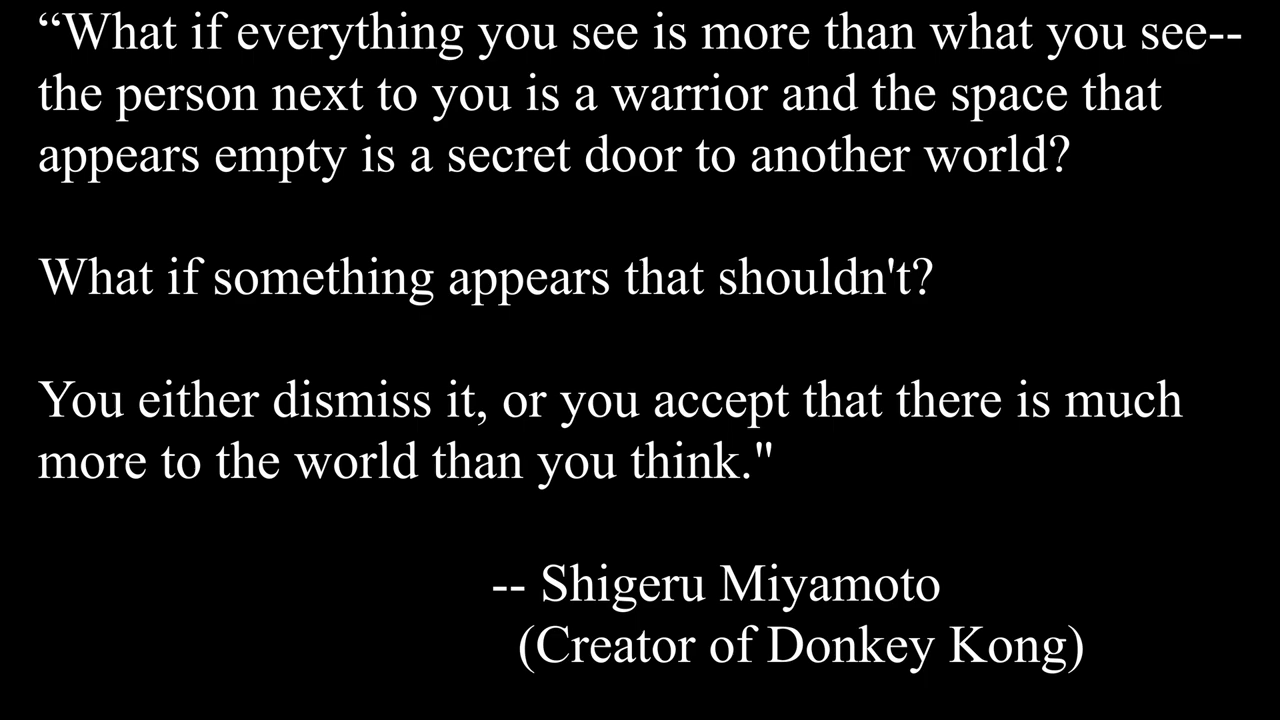 “What if everything you see is more than what you see--
the person next to you is a warrior and the space that
appears empty is a secret door to another world?
What if something appears that shouldn't?
You either dismiss it, or you accept that there is much
more to the world than you think."
-- Shigeru Miyamoto
(Creator of Donkey Kong)